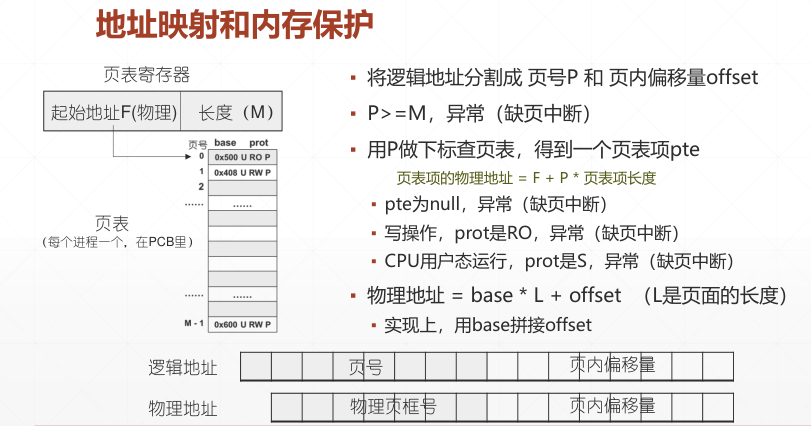 地址映射和内存保护
页表寄存器
起始地址F(物理) 长度（M）
页号 base prot
0 0x500 U RO P
1 0x408 U RW P
2
...... ......
页表
（每个进程一个，在PCB里）
...... ......
M - 1 0x600 U RW P
▪ 将逻辑地址分割成 页号P 和 页内偏移量offset
▪ P>=M，异常（缺页中断）
▪ 用P做下标查页表，得到一个页表项pte
页表项的物理地址 = F + P * 页表项长度
▪ pte为null，异常（缺页中断）
▪ 写操作，prot是RO，异常（缺页中断）
▪ CPU用户态运行，prot是S，异常（缺页中断）
▪ 物理地址 = base * L + offset （L是页面的长度）
▪ 实现上，用base拼接offset
逻辑地址 页号 页内偏移量
物理地址 物理页框号 页内偏移量